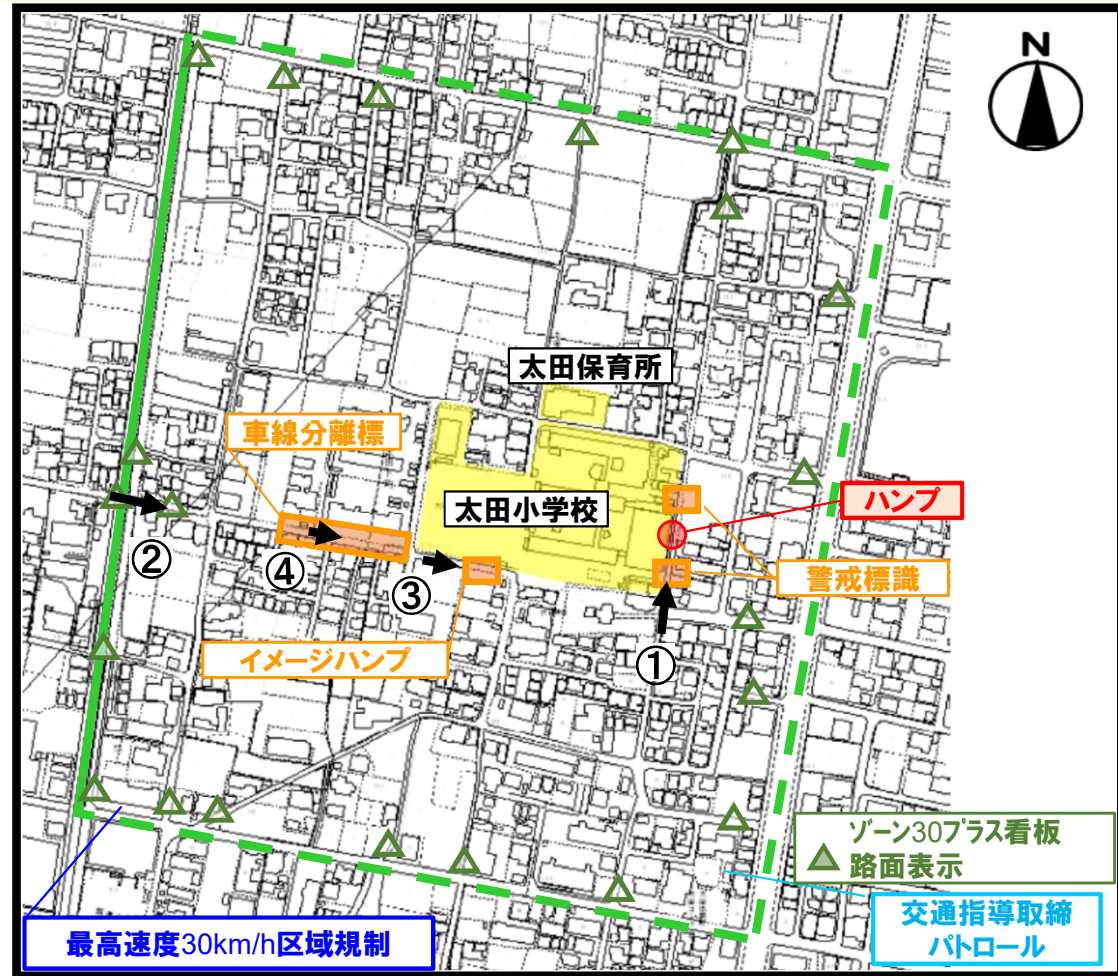 N
太田保育所
車線分離標
太田小学校
ハンプ
警戒標識
②
④
③
①
イメージハンプ
ゾーン30プラス看板
路面表示
最高速度30km/h区域規制
交通指導取締
パトロール